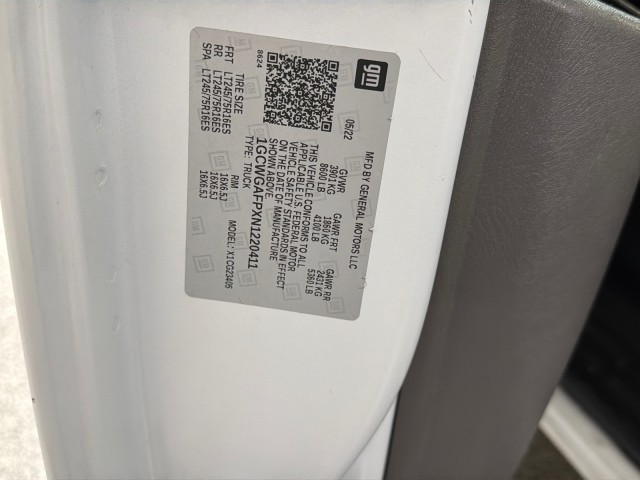 gm
MFD BY GENERAL MOTORS LLC
05/22
GVWR GAWR FRT GAWR RR
3901 KG 1860 KG 2431 KG
8600 LB 4100 LB 5360 LB
THIS VEHICLE CONFORMS TO ALL
APPLICABLE U.S. FEDERAL MOTOR
VEHICLE SAFETY STANDARDS IN EFFECT
ON THE DATE OF MANUFACTURE
SHOWN ABOVE.
1GCWGAFPXN1220411
TYPE: TRUCK MODEL: X1CG23405
8624
TIRE SIZE RIM
FRT LT245/75R16ES 16X6.5J
RR LT245/75R16ES 16X6.5J
SPA LT245/75R16ES 16X6.5J